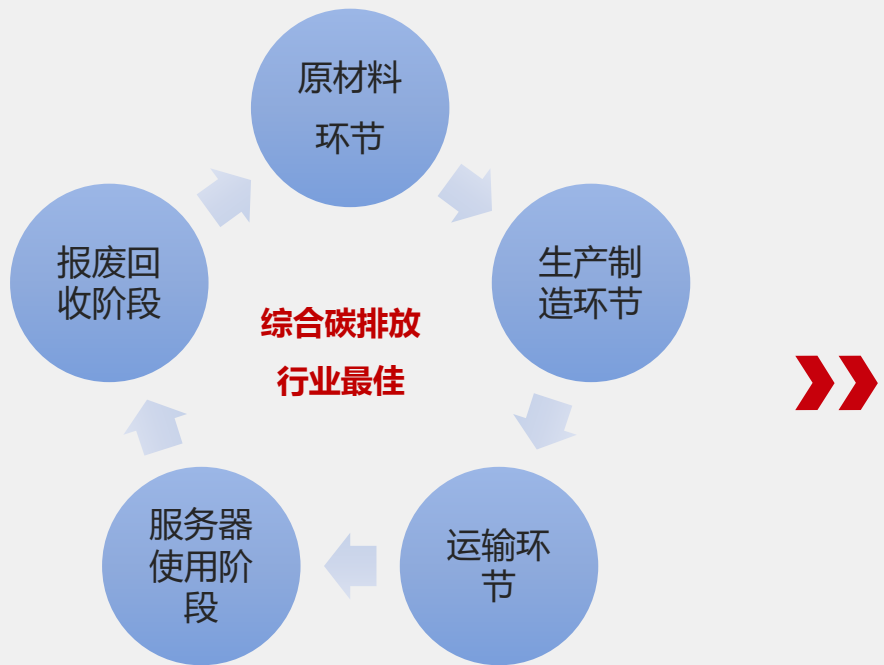 原材料
环节
生产制
造环节
运输环
节
服务器
使用阶
段
报废回
收阶段
综合碳排放
行业最佳